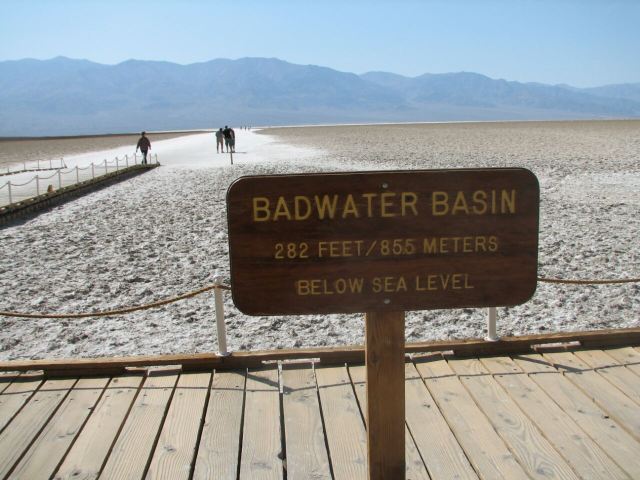 BADWATER BASIN
282 FEET/855 METERS
BELOW SEA LEVEL